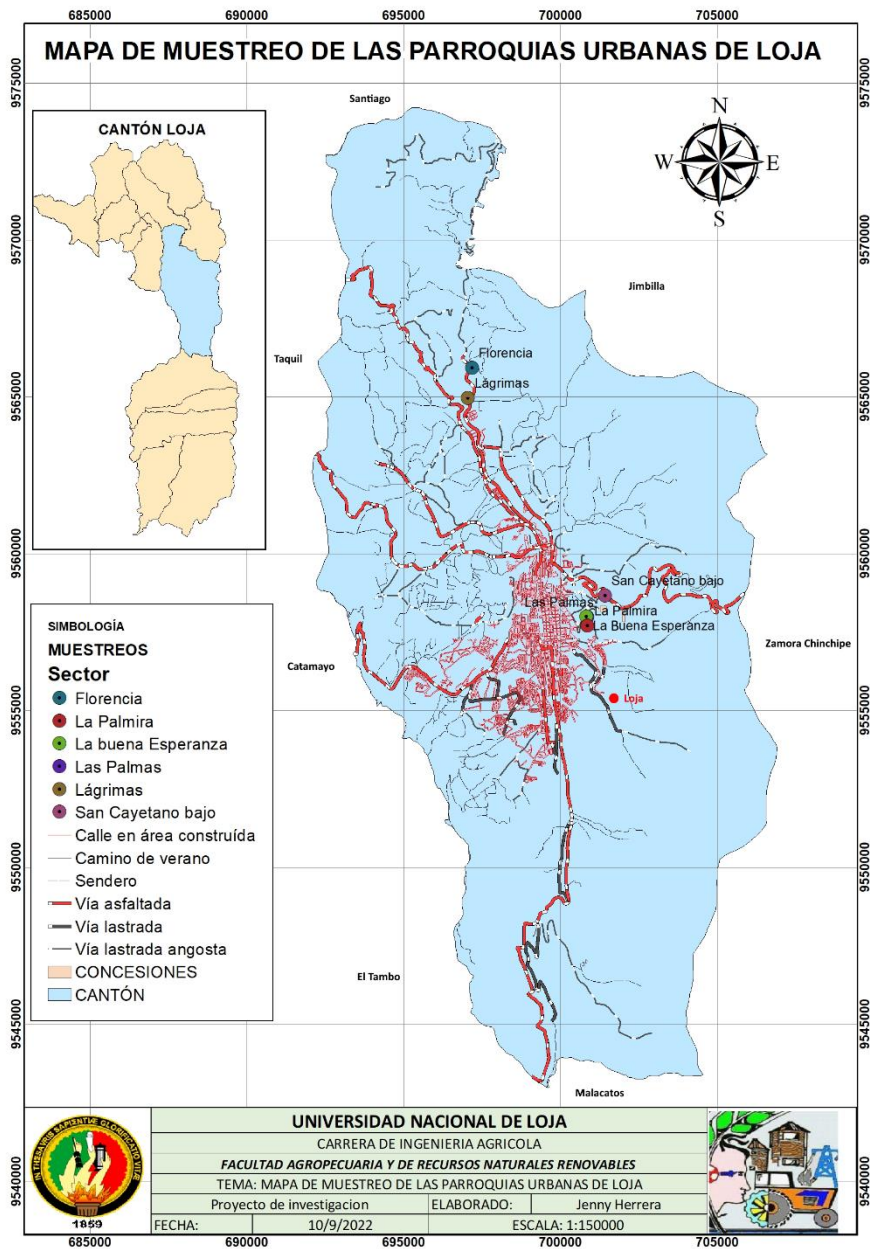 685000
690000
695000
700000
705000
MAPA DE MUESTREO DE LAS PARROQUIAS URBANAS DE LOJA
9575000
9575000
Santiago
CANTÓN LOJA
N
W
E
S
9570000
9570000
Jimbilla
Taquil
Florencia
Lágrimas
9565000
9565000
9560000
9560000
San Cayetano bajo
Las Palmas
La Palmira
La Buena Esperanza
Zamora Chinchipe
Catamayo
Loja
9555000
9555000
SIMBOLOGÍA
MUESTREOS
Sector
Florencia
La Palmira
La buena Esperanza
Las Palmas
Lágrimas
San Cayetano bajo
Calle en área construída
Camino de verano
Sendero
Vía asfaltada
Vía lastrada
Vía lastrada angosta
CONCESIONES
CANTÓN
9550000
9550000
El Tambo
9545000
9545000
Malacatos
9540000
9540000
IN THESAURIS SAPIENTIAE GLORIFICATIO VITAE
1859
UNIVERSIDAD NACIONAL DE LOJA
CARRERA DE INGENIERIA AGRICOLA
FACULTAD AGROPECUARIA Y DE RECURSOS NATURALES RENOVABLES
TEMA: MAPA DE MUESTREO DE LAS PARROQUIAS URBANAS DE LOJA
Proyecto de investigacion ELABORADO: Jenny Herrera
FECHA: 10/9/2022 ESCALA: 1:150000
685000
690000
695000
700000
705000